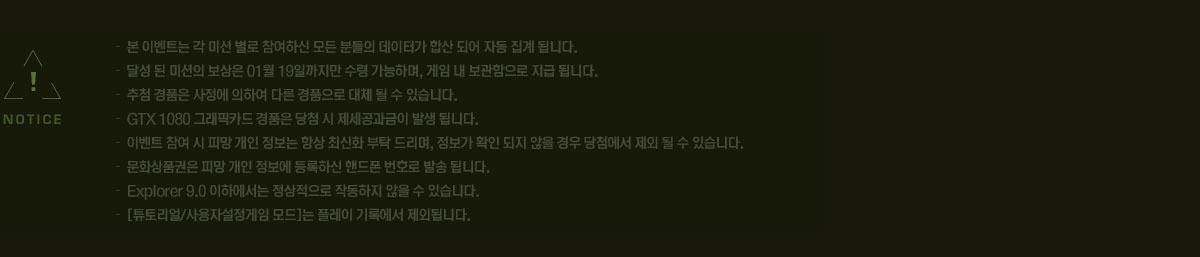 NOTICE
- 본 이벤트는 각 미션 별로 참여하신 모든 분들의 데이터가 합산 되어 자동 집계 됩니다.
- 달성 된 미션의 보상은 01월 19일까지만 수령 가능하며, 게임 내 보관함으로 지급 됩니다.
- 추첨 경품은 사정에 의하여 다른 경품으로 대체 될 수 있습니다.
- GTX 1080 그래픽카드 경품은 당첨 시 제세공과금이 발생 됩니다.
- 이벤트 참여 시 피망 개인 정보는 항상 최신화 부탁 드리며, 정보가 확인 되지 않을 경우 당첨에서 제외 될 수 있습니다.
- 문화상품권은 피망 개인 정보에 등록하신 핸드폰 번호로 발송 됩니다.
- Explorer 9.0 이하에서는 정상적으로 작동하지 않을 수 있습니다.
- [튜토리얼/사용자설정게임 모드]는 플레이 기록에서 제외됩니다.